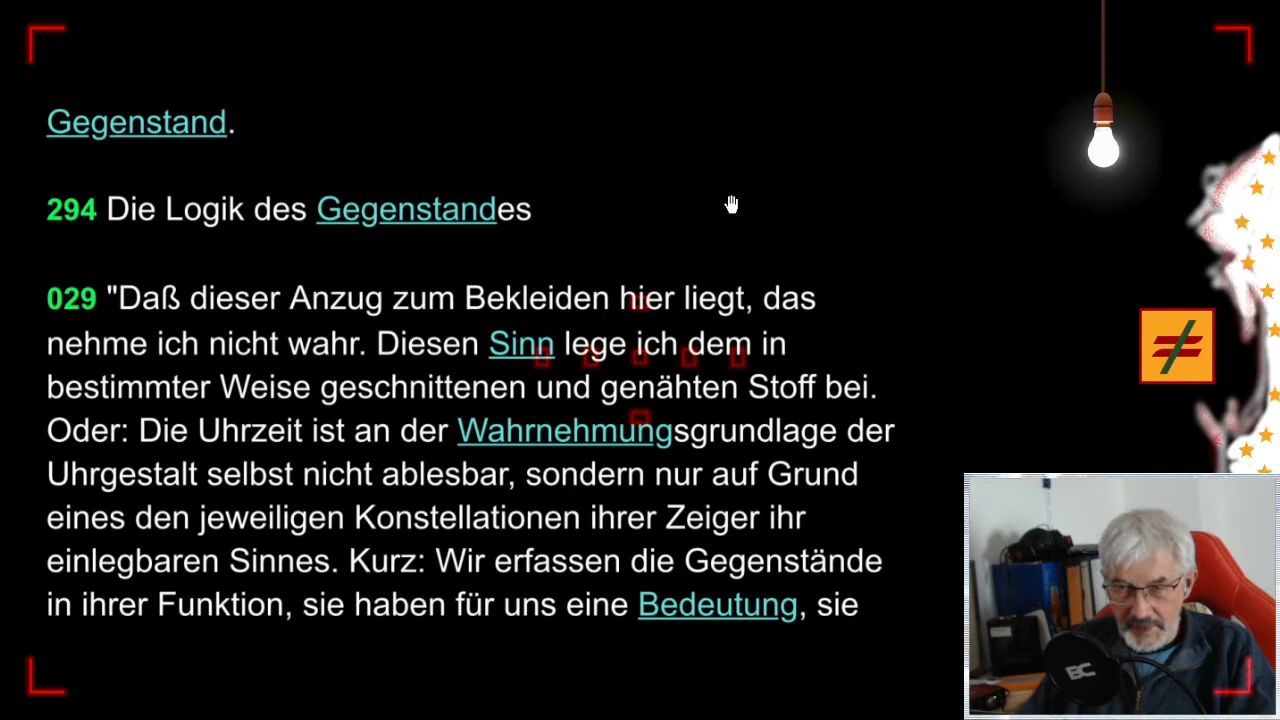 Gegenstand.
294 Die Logik des Gegenstandes
029 "Daß dieser Anzug zum Bekleiden hier liegt, das
nehme ich nicht wahr. Diesen Sinn lege ich dem in
bestimmter Weise geschnittenen und genähten Stoff bei.
Oder: Die Uhrzeit ist an der Wahrnehmungsgrundlage der
Uhrgestalt selbst nicht ablesbar, sondern nur auf Grund
eines den jeweiligen Konstellationen ihrer Zeiger ihr
einlegbaren Sinnes. Kurz: Wir erfassen die Gegenstände
in ihrer Funktion, sie haben für uns eine Bedeutung, sie
≠
BC